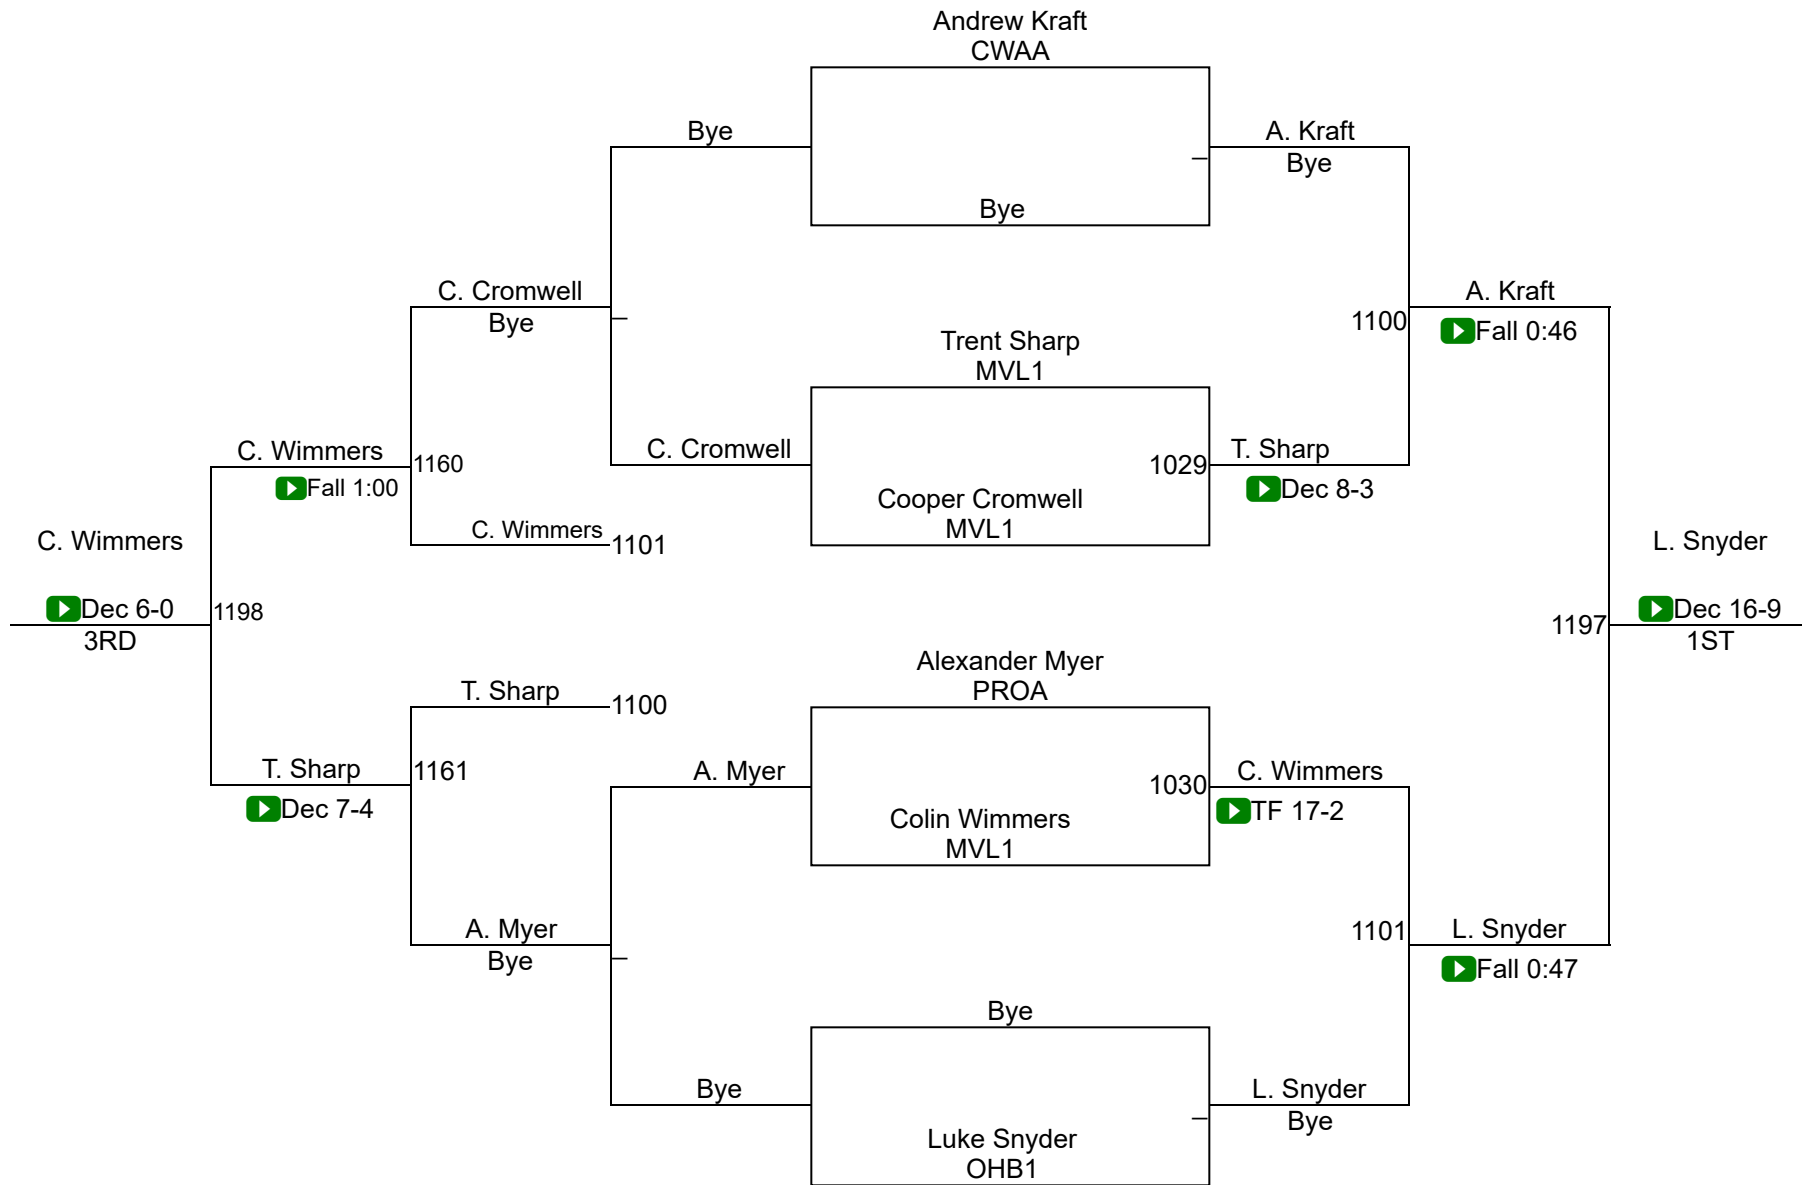 Andrew Kraft
CWAA
Bye
A. Kraft
Bye
Bye
C. Cromwell
Bye
A. Kraft
1100
Fall 0:46
Trent Sharp
MVL1
C. Wimmers
1160
Fall 1:00
C. Cromwell
1029
T. Sharp
Dec 8-3
Cooper Cromwell
MVL1
C. Wimmers
1101
C. Wimmers
Dec 6-0
3RD
1198
L. Snyder
1197
Dec 16-9
1ST
Alexander Myer
PROA
T. Sharp
1100
T. Sharp
1161
Dec 7-4
A. Myer
1030
C. Wimmers
TF 17-2
Colin Wimmers
MVL1
A. Myer
Bye
1101
L. Snyder
Fall 0:47
Bye
Bye
L. Snyder
Bye
Luke Snyder
OHB1